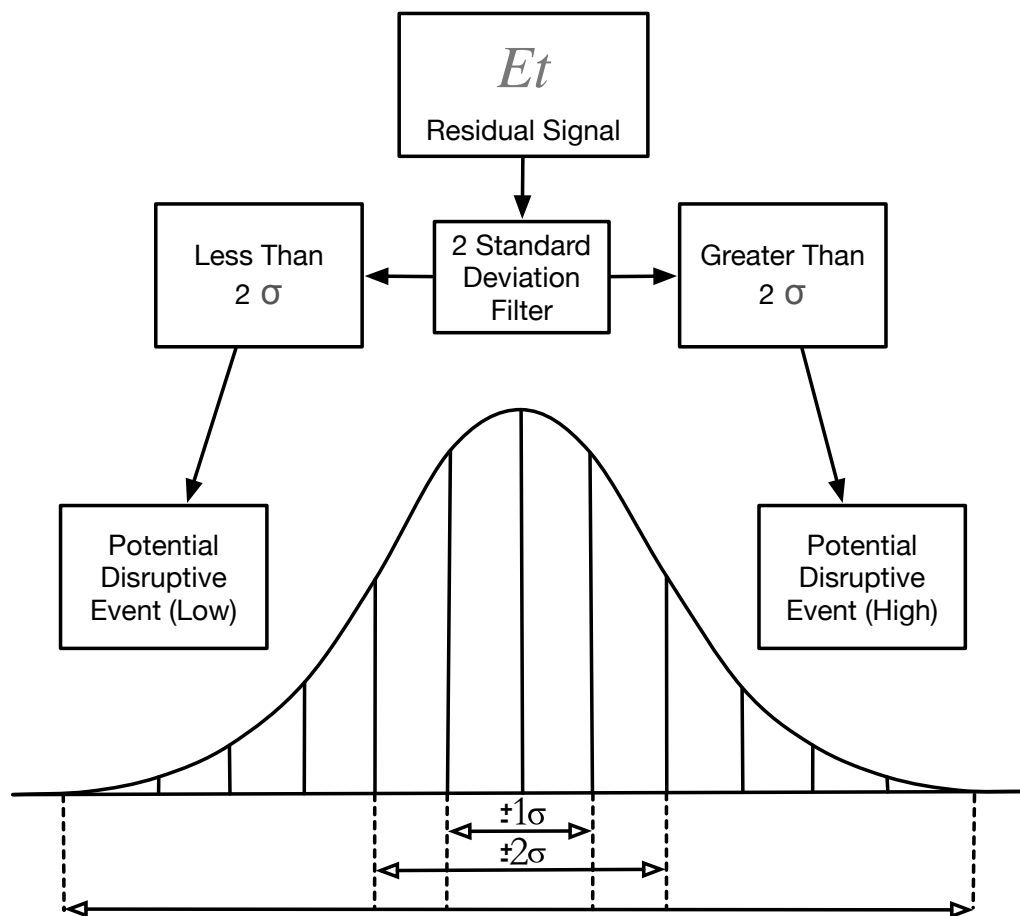 Et
Residual Signal
Less Than
2 σ
2 Standard
Deviation
Filter
Greater Than
2 σ
Potential
Disruptive
Event (Low)
Potential
Disruptive
Event (High)
±1σ
±2σ